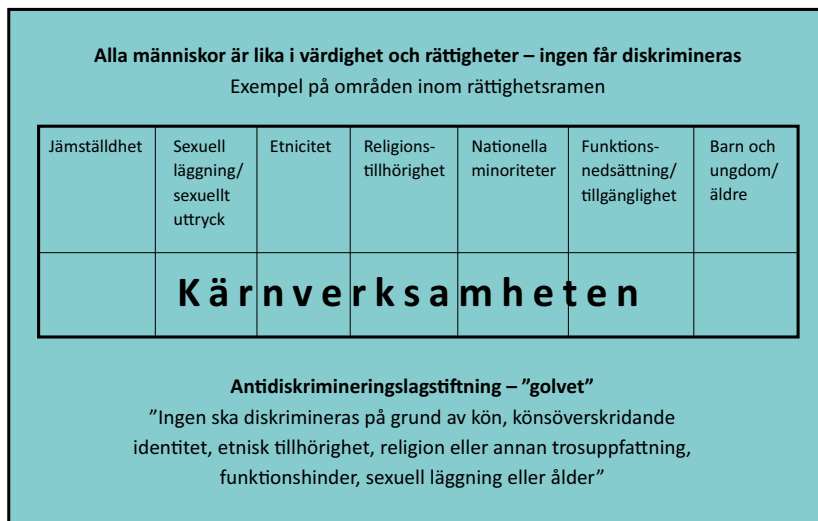 Alla människor är lika i värdighet och rättigheter – ingen får diskrimineras
Exempel på områden inom rättighetsramen
Jämställdhet
Sexuell
läggning/
sexuellt
uttryck
Etnicitet
Religions-
tillhörighet
Nationella
minoriteter
Funktions-
nedsättning/
tillgänglighet
Barn och
ungdom/
äldre
Kärnverksamheten
Antidiskrimineringslagstiftning – ”golvet”
”Ingen ska diskrimineras på grund av kön, könsöverskridande
identitet, etnisk tillhörighet, religion eller annan trosuppfattning,
funktionshinder, sexuell läggning eller ålder”